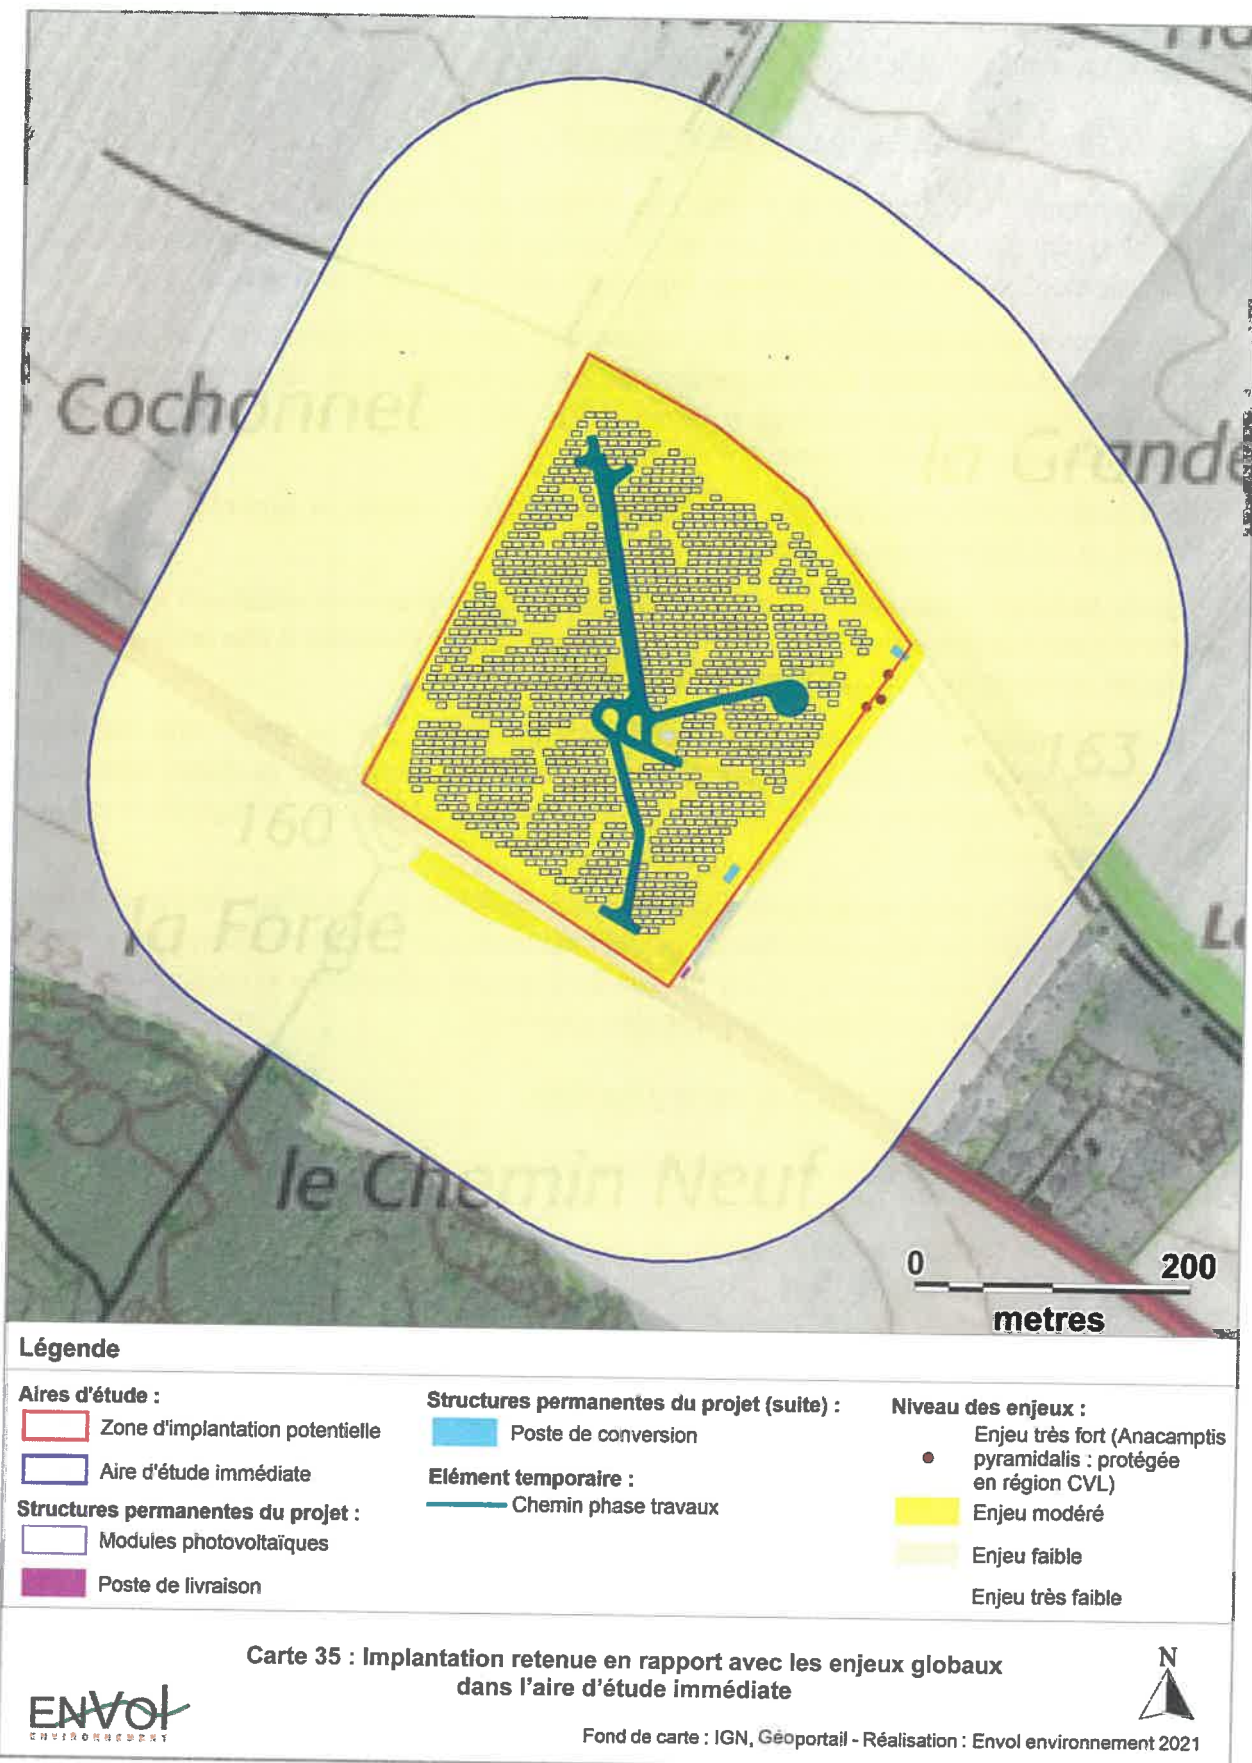 Cochonnet
la Grande
163
160
la Forge
le Chemin Neuf
0
200
metres
Légende
Aires d'étude :
Zone d'implantation potentielle
Aire d'étude immédiate
Structures permanentes du projet :
Modules photovoltaïques
Poste de livraison
Structures permanentes du projet (suite) :
Poste de conversion
Elément temporaire :
Chemin phase travaux
Niveau des enjeux :
Enjeu très fort (Anacamptis
pyramidalis : protégée
en région CVL)
Enjeu modéré
Enjeu faible
Enjeu très faible
Carte 35 : Implantation retenue en rapport avec les enjeux globaux
dans l'aire d'étude immédiate
N
ENVOL
ENVIRONNEMENT
Fond de carte : IGN, Géoportail - Réalisation : Envol environnement 2021